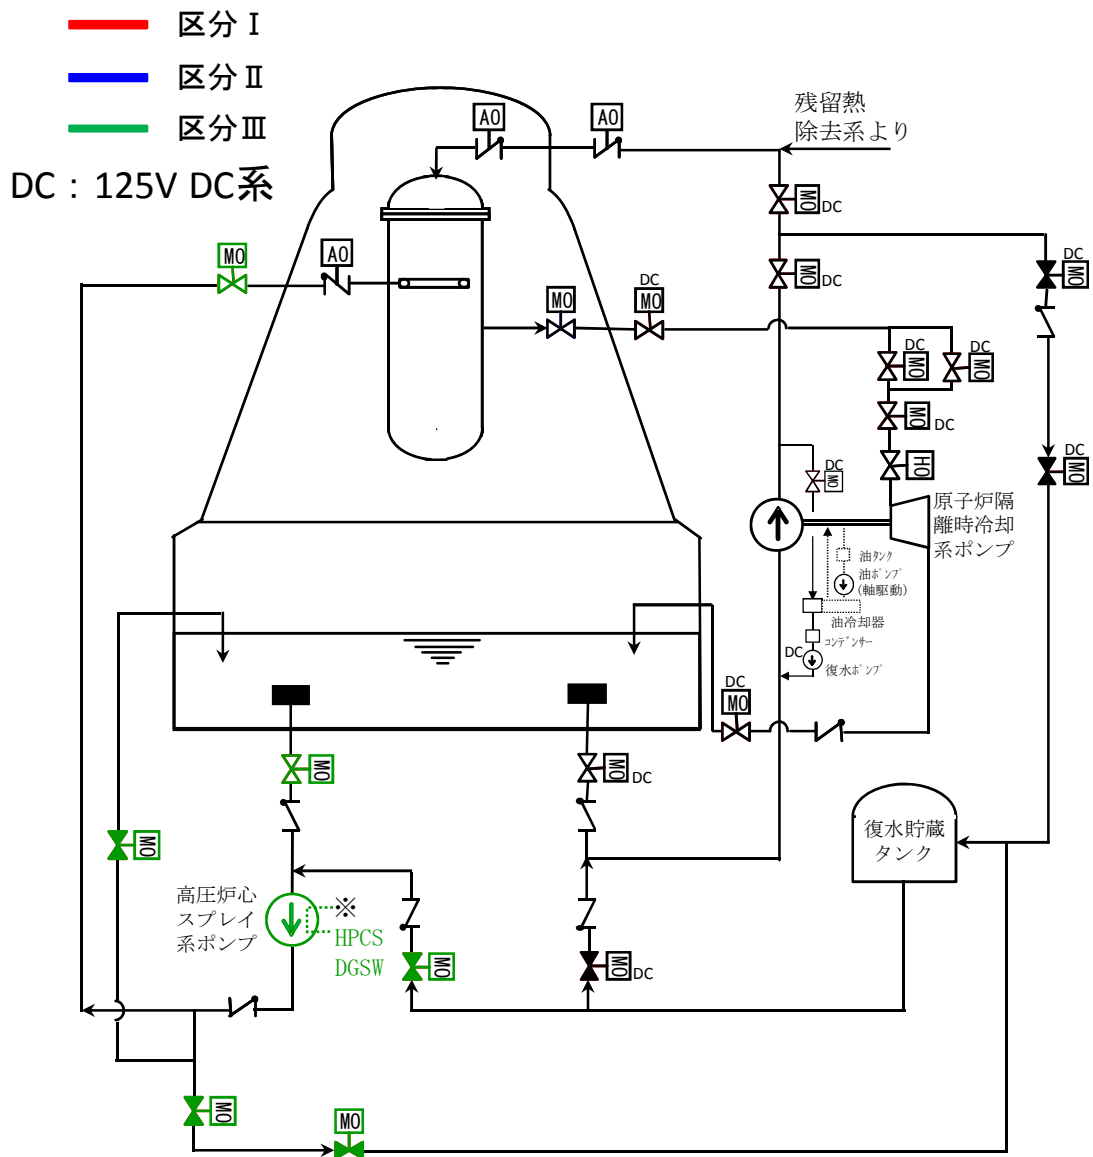 区分Ⅰ
区分Ⅱ
区分Ⅲ
DC：125V DC系
残留熱
除去系より
AO
AO
MO
DC
MO
AO
DC
MO
MO
DC
MO
DC
MO
DC
MO
DC
MO
DC
MO
MO
DC
DC
MO
HO
DC
MO
原子炉隔
離時冷却
系ポンプ
油タンク
油ポンプ
(軸駆動)
油冷却器
コンデンサー
DC
復水ポンプ
DC
MO
MO
MO
DC
MO
復水貯蔵
タンク
高圧炉心
スプレイ
系ポンプ
※
HPCS
DGSW
MO
MO
DC
MO
MO